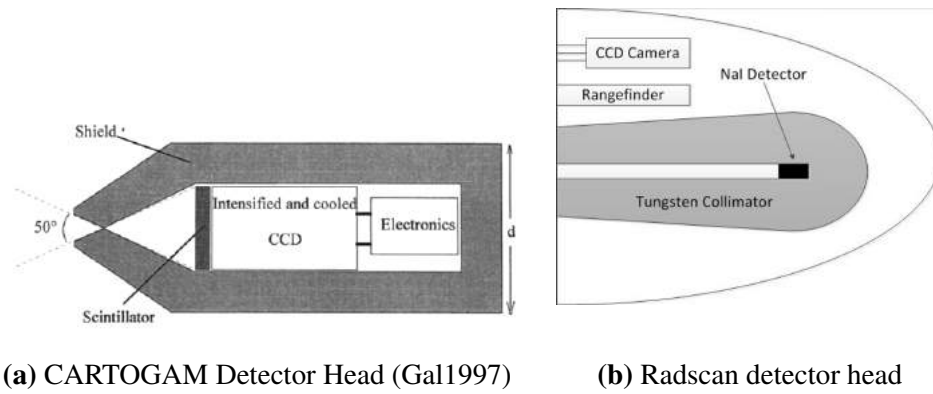 Shield
50°
Intensified and cooled
CCD
Electronics
d
Scintillator
(a) CARTOGAM Detector Head (Gal1997)
CCD Camera
NaI Detector
Rangefinder
Tungsten Collimator
(b) Radscan detector head